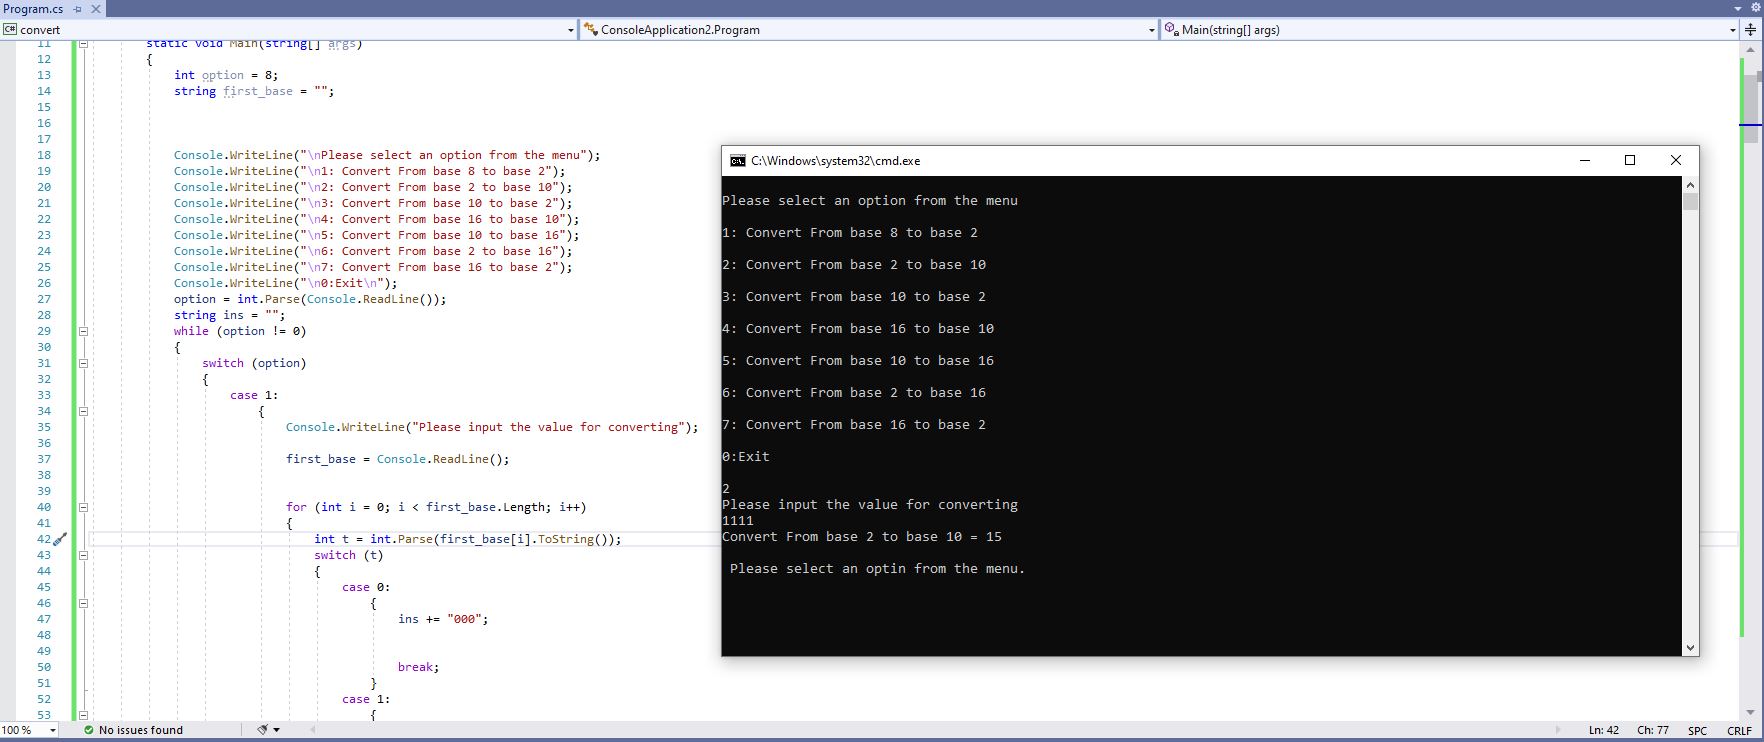 Program.cs
C# convert
ConsoleApplication2.Program
Main(string[] args)
11 static void Main(string[] args)
12 {
13 int option = 8;
14 string first_base = "";
15
16
17
18 Console.WriteLine("\nPlease select an option from the menu");
19 Console.WriteLine("\n1: Convert From base 8 to base 2");
20 Console.WriteLine("\n2: Convert From base 2 to base 10");
21 Console.WriteLine("\n3: Convert From base 10 to base 2");
22 Console.WriteLine("\n4: Convert From base 16 to base 10");
23 Console.WriteLine("\n5: Convert From base 10 to base 16");
24 Console.WriteLine("\n6: Convert From base 2 to base 16");
25 Console.WriteLine("\n7: Convert From base 16 to base 2");
26 Console.WriteLine("\n0:Exit\n");
27 option = int.Parse(Console.ReadLine());
28 string ins = "";
29 while (option != 0)
30 {
31 switch (option)
32 {
33 case 1:
34 {
35 Console.WriteLine("Please input the value for converting");
36
37 first_base = Console.ReadLine();
38
39
40 for (int i = 0; i < first_base.Length; i++)
41 {
42 int t = int.Parse(first_base[i].ToString());
43 switch (t)
44 {
45 case 0:
46 {
47 ins += "000";
48
49
50 break;
51 }
52 case 1:
53 {
C:\Windows\system32\cmd.exe
Please select an option from the menu
1: Convert From base 8 to base 2
2: Convert From base 2 to base 10
3: Convert From base 10 to base 2
4: Convert From base 16 to base 10
5: Convert From base 10 to base 16
6: Convert From base 2 to base 16
7: Convert From base 16 to base 2
0:Exit
2
Please input the value for converting
1111
Convert From base 2 to base 10 = 15
Please select an optin from the menu.
100 % No issues found Ln: 42 Ch: 77 SPC CRLF